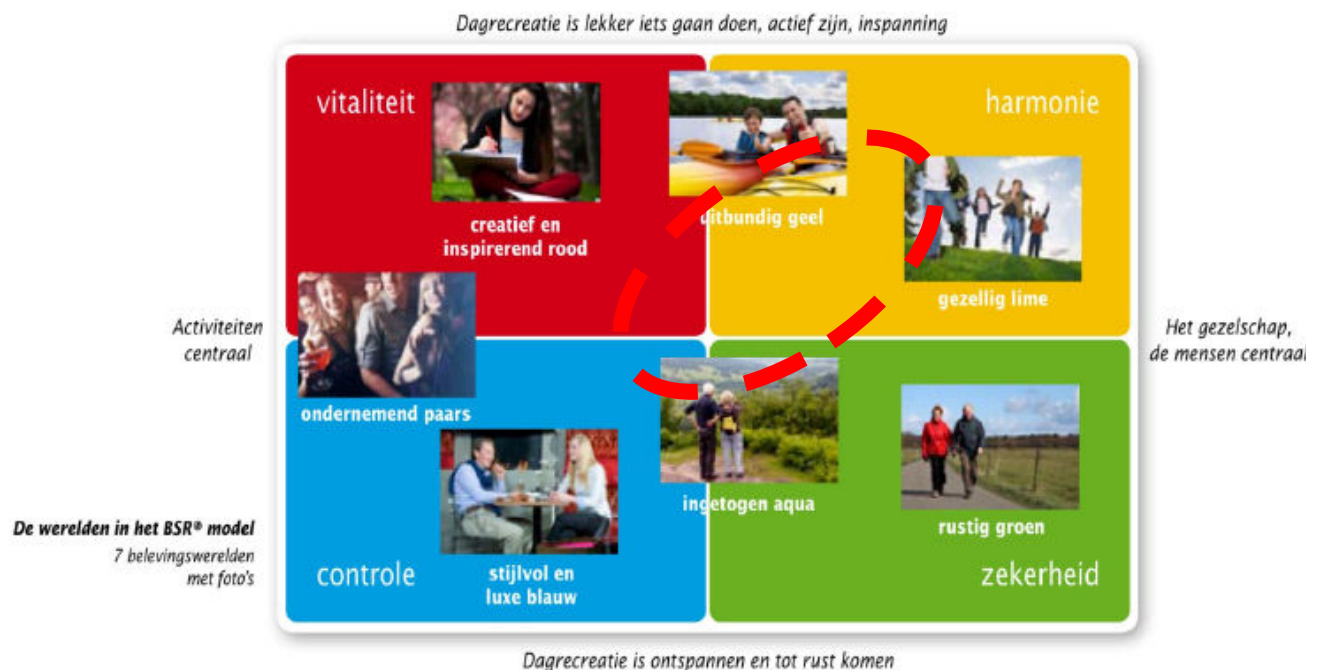 Dagrecreatie is lekker iets gaan doen, actief zijn, inspanning
vitaliteit
harmonie
creatief en
inspirerend rood
uitbundig geel
gezellig lime
Activiteiten
centraal
Het gezelschap,
de mensen centraal
ondernemend paars
ingetogen aqua
rustig groen
De werelden in het BSR® model
7 belevingswerelden
met foto's
controle
stijlvol en
luxe blauw
zekerheid
Dagrecreatie is ontspannen en tot rust komen